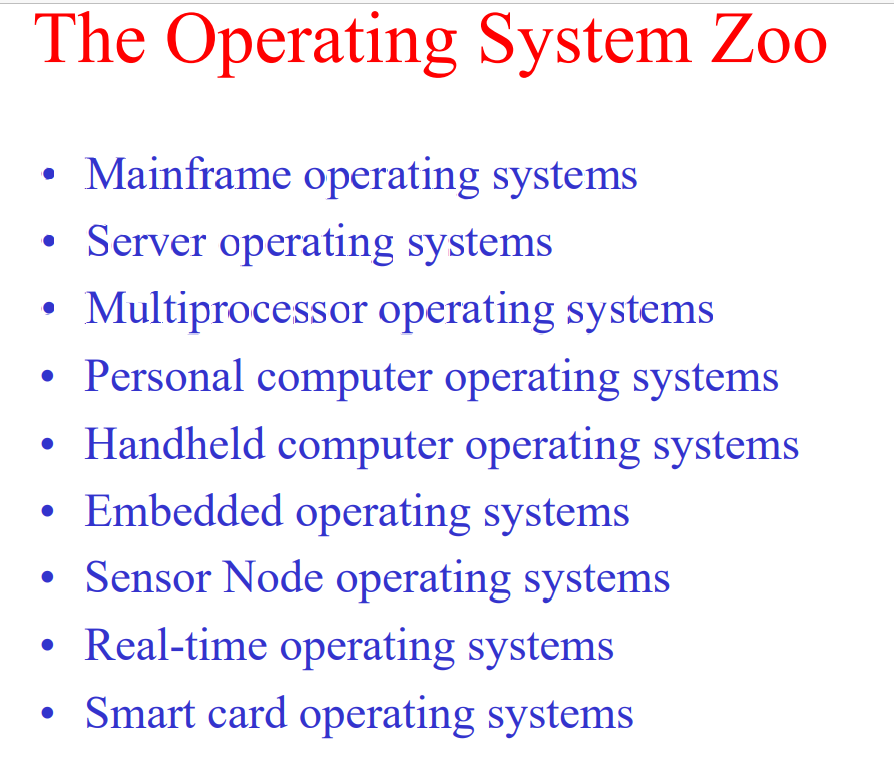 The Operating System Zoo
• Mainframe operating systems
• Server operating systems
• Multiprocessor operating systems
• Personal computer operating systems
• Handheld computer operating systems
• Embedded operating systems
• Sensor Node operating systems
• Real-time operating systems
• Smart card operating systems